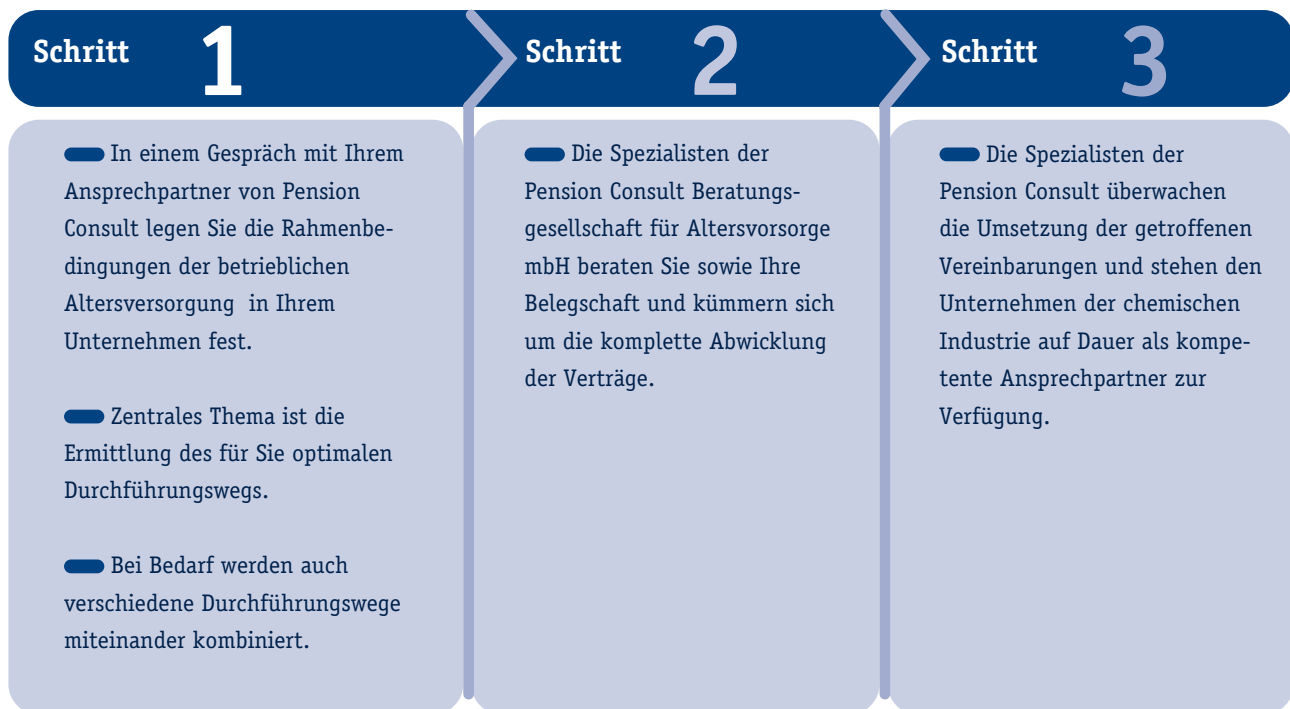 Schritt 1
In einem Gespräch mit Ihrem
Ansprechpartner von Pension
Consult legen Sie die Rahmenbe-
dingungen der betrieblichen
Altersversorgung in Ihrem
Unternehmen fest.
Zentrales Thema ist die
Ermittlung des für Sie optimalen
Durchführungswegs.
Bei Bedarf werden auch
verschiedene Durchführungswege
miteinander kombiniert.
Schritt 2
Die Spezialisten der
Pension Consult Beratungs-
gesellschaft für Altersvorsorge
mbH beraten Sie sowie Ihre
Belegschaft und kümmern sich
um die komplette Abwicklung
der Verträge.
Schritt 3
Die Spezialisten der
Pension Consult überwachen
die Umsetzung der getroffenen
Vereinbarungen und stehen den
Unternehmen der chemischen
Industrie auf Dauer als kompe-
tente Ansprechpartner zur
Verfügung.